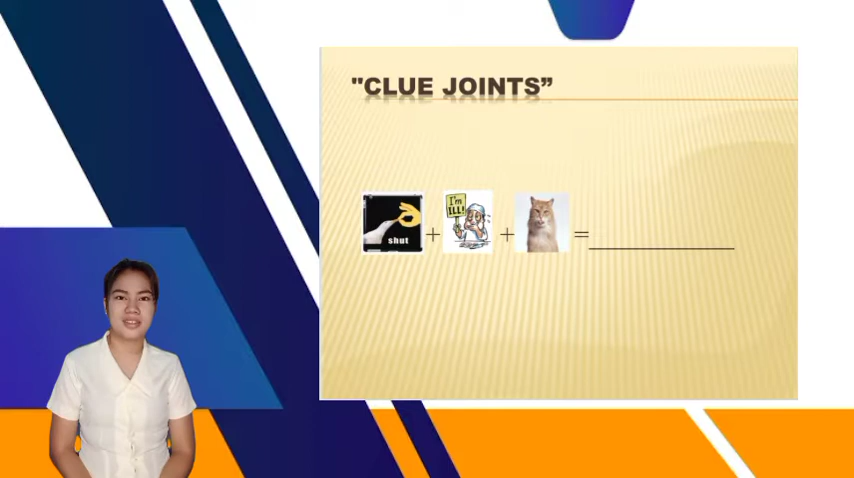 "CLUE JOINTS”
I'm
ILL!
shut
+ + =